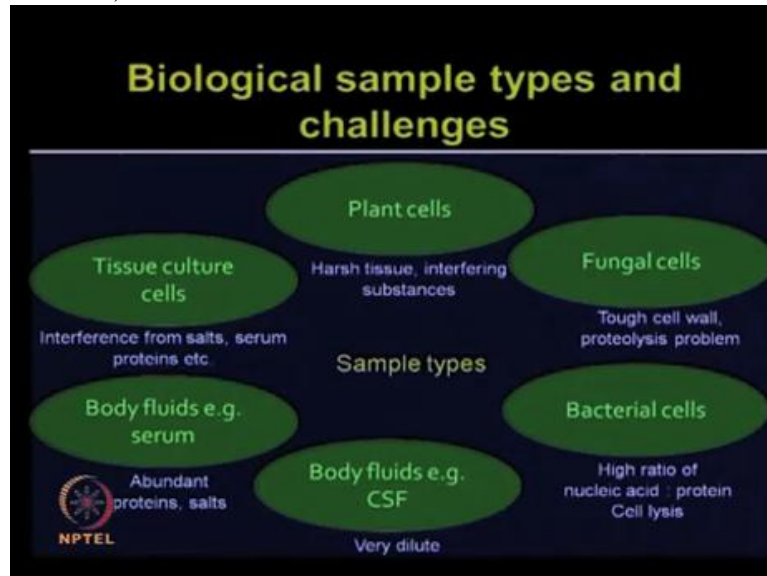 Biological sample types and
challenges
Plant cells
Harsh tissue, interfering
substances
Tissue culture
cells
Interference from salts, serum
proteins etc.
Fungal cells
Tough cell wall,
proteolysis problem
Sample types
Body fluids e.g.
serum
Abundant
proteins, salts
Bacterial cells
High ratio of
nucleic acid : protein
Cell lysis
Body fluids e.g.
CSF
Very dilute
NPTEL